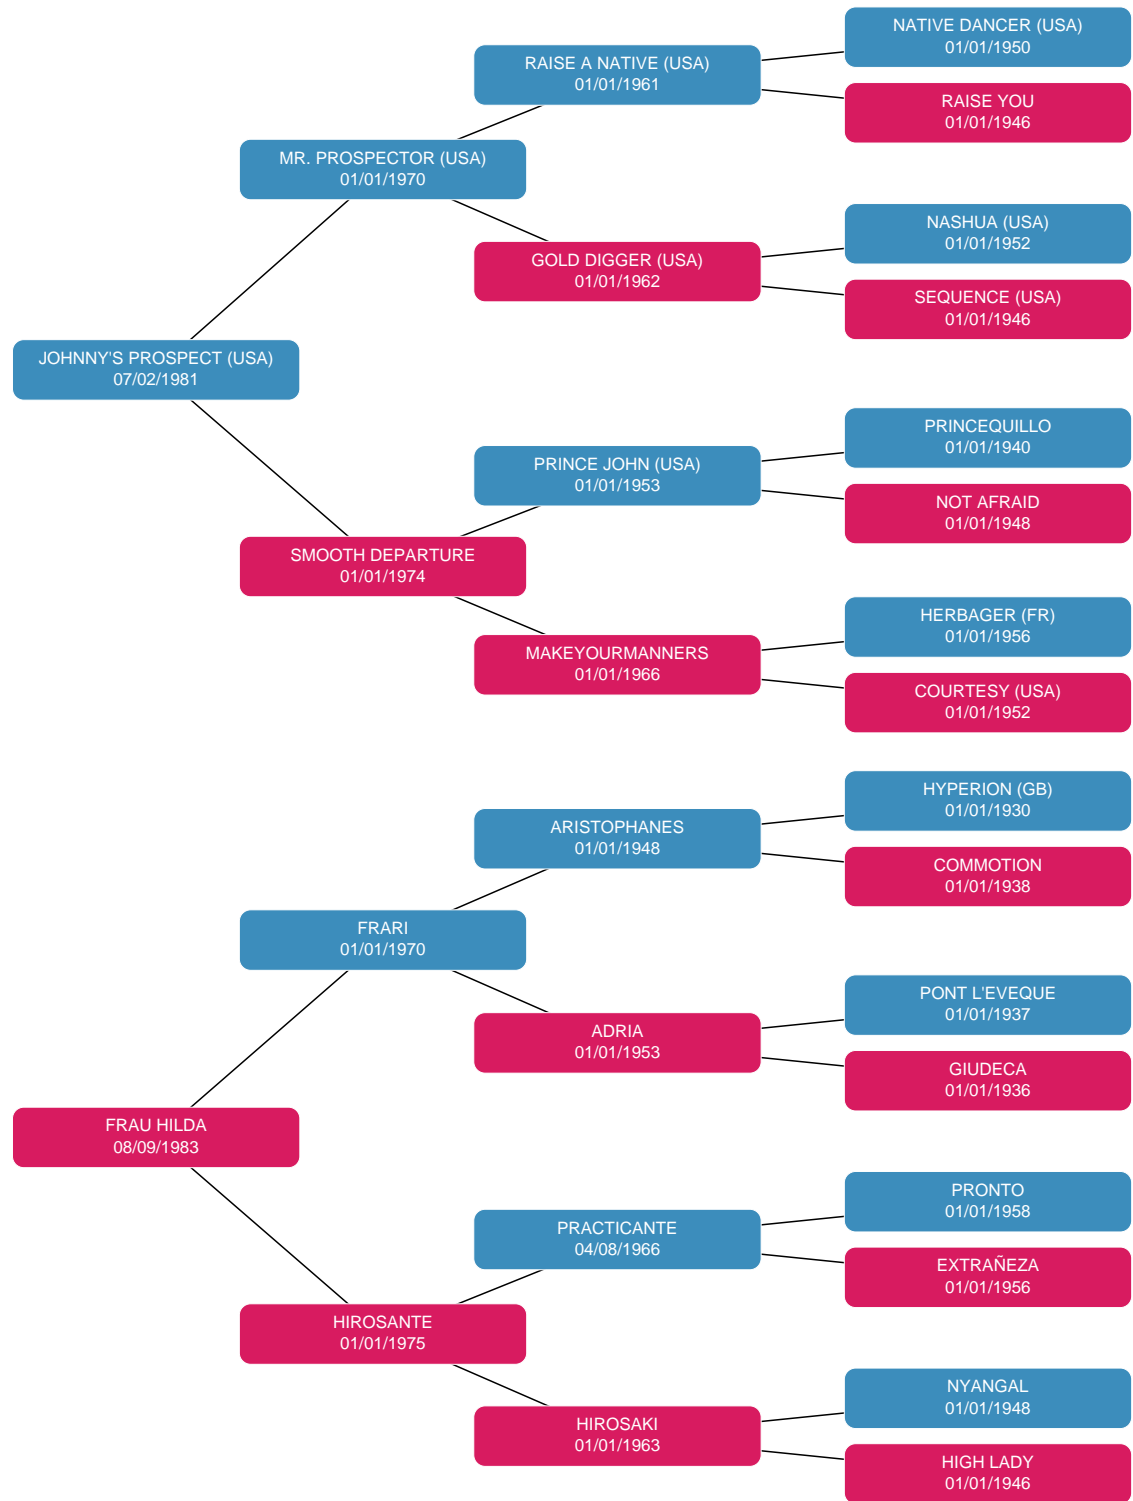 NATIVE DANCER (USA)
01/01/1950
RAISE A NATIVE (USA)
01/01/1961
RAISE YOU
01/01/1946
MR. PROSPECTOR (USA)
01/01/1970
NASHUA (USA)
01/01/1952
GOLD DIGGER (USA)
01/01/1962
SEQUENCE (USA)
01/01/1946
JOHNNY'S PROSPECT (USA)
07/02/1981
PRINCEQUILLO
01/01/1940
PRINCE JOHN (USA)
01/01/1953
NOT AFRAID
01/01/1948
SMOOTH DEPARTURE
01/01/1974
HERBAGER (FR)
01/01/1956
MAKEYOURMANNERS
01/01/1966
COURTESY (USA)
01/01/1952
HYPERION (GB)
01/01/1930
ARISTOPHANES
01/01/1948
COMMOTION
01/01/1938
FRARI
01/01/1970
PONT L'EVEQUE
01/01/1937
ADRIA
01/01/1953
GIUDECA
01/01/1936
FRAU HILDA
08/09/1983
PRONTO
01/01/1958
PRACTICANTE
04/08/1966
EXTRAÑEZA
01/01/1956
HIROSANTE
01/01/1975
NYANGAL
01/01/1948
HIROSAKI
01/01/1963
HIGH LADY
01/01/1946